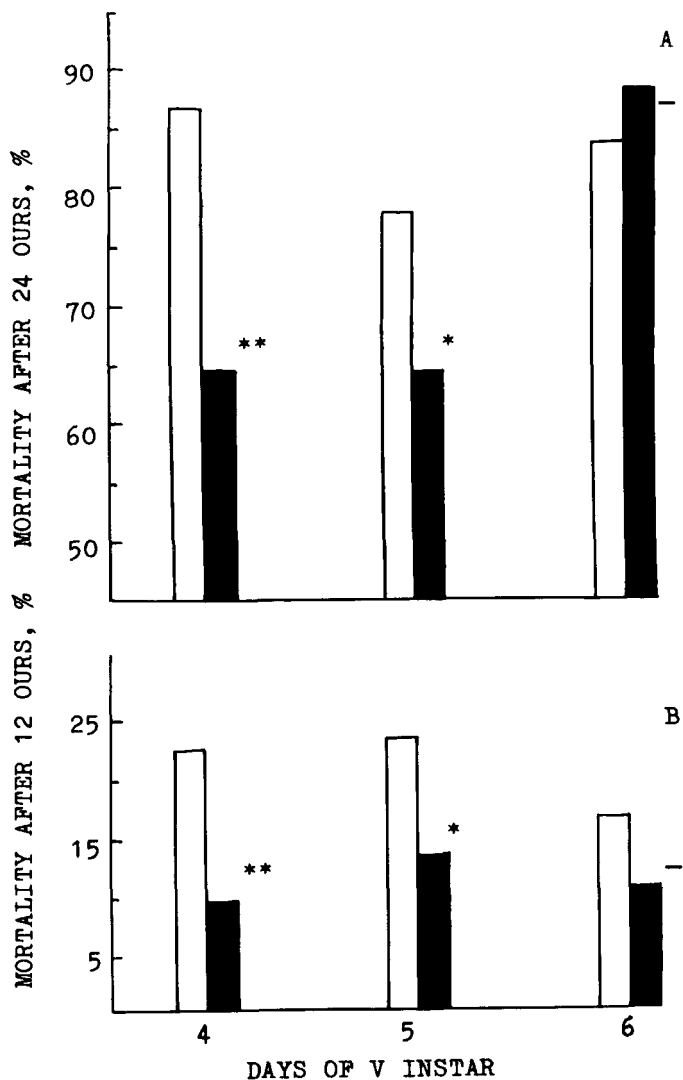 A
MORTALITY AFTER 24 OURS, %
90
80
70
60
50
**
*
–
B
MORTALITY AFTER 12 OURS, %
25
15
5
**
*
–
4 5 6
DAYS OF V INSTAR